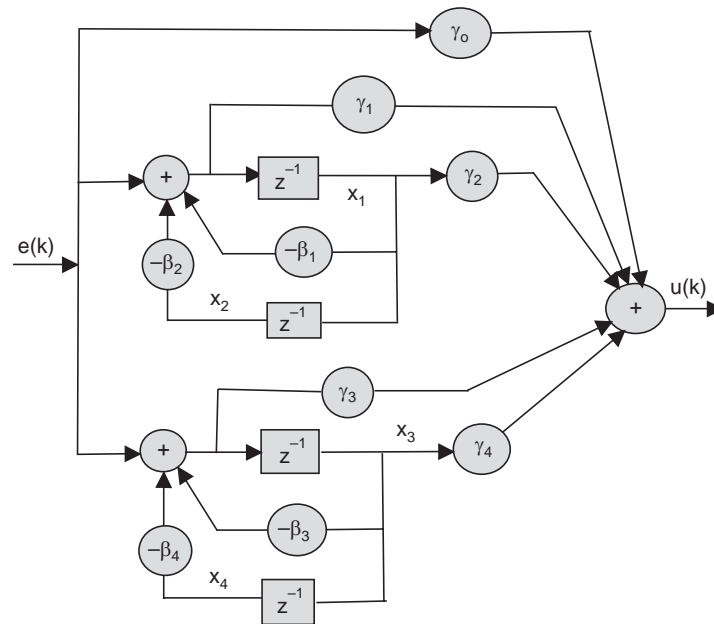 γₒ
γ₁
+
z⁻¹
x₁
γ₂
e(k)
−β₂
−β₁
x₂
z⁻¹
+
u(k)
γ₃
+
z⁻¹
x₃
γ₄
−β₃
−β₄
x₄
z⁻¹